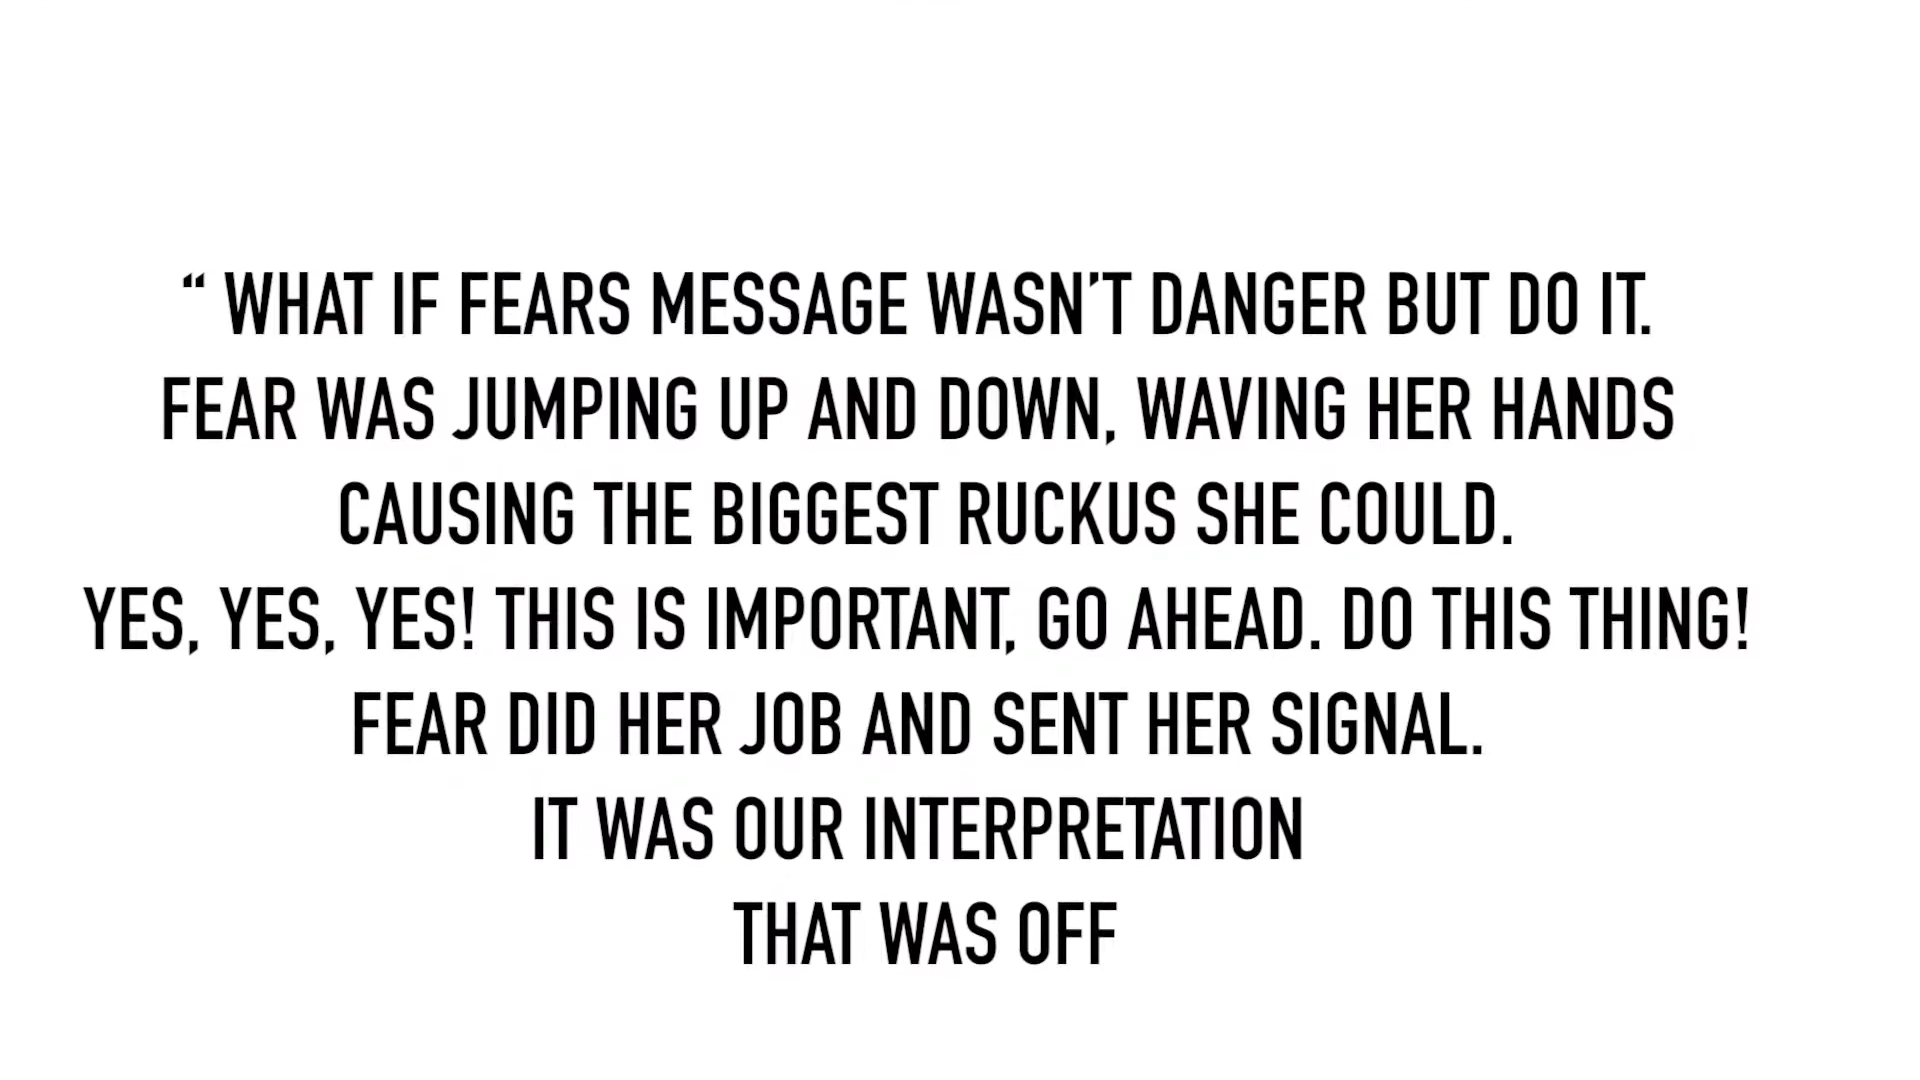 “ WHAT IF FEARS MESSAGE WASN’T DANGER BUT DO IT.
FEAR WAS JUMPING UP AND DOWN, WAVING HER HANDS
CAUSING THE BIGGEST RUCKUS SHE COULD.
YES, YES, YES! THIS IS IMPORTANT, GO AHEAD. DO THIS THING!
FEAR DID HER JOB AND SENT HER SIGNAL.
IT WAS OUR INTERPRETATION
THAT WAS OFF